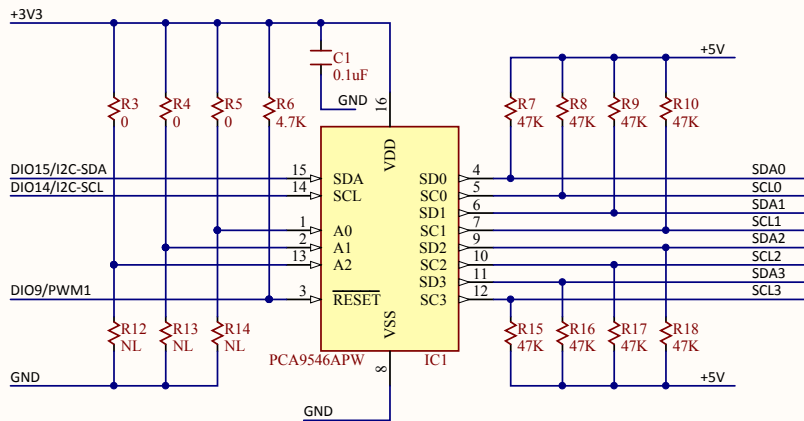 +3V3
+5V
C1
0.1uF
GND
R3 R4 R5 R6
0 0 0 4.7K
R7 R8 R9 R10
47K 47K 47K 47K
16
VDD
DIO15/I2C-SDA 15 SDA SD0 4 SDA0
DIO14/I2C-SCL 14 SCL SC0 5 SCL0
SD1 6 SDA1
1 A0 SC1 7 SCL1
2 A1 SD2 9 SDA2
13 A2 SC2 10 SCL2
SD3 11 SDA3
DIO9/PWM1 3 RESET SC3 12 SCL3
VSS
R12 R13 R14
NL NL NL
R15 R16 R17 R18
47K 47K 47K 47K
PCA9546APW IC1
8
GND
+5V
GND